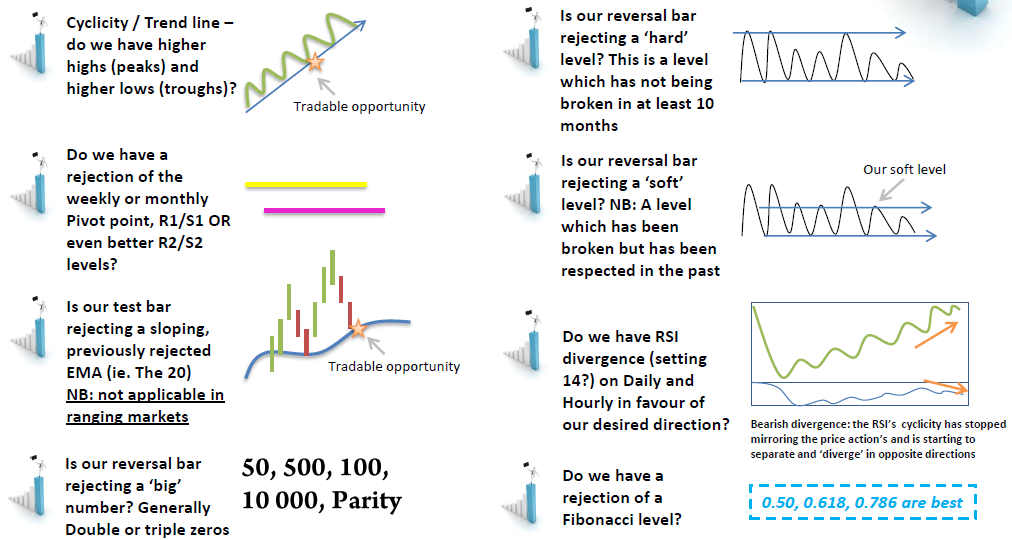 Cyclicity / Trend line –
do we have higher
highs (peaks) and
higher lows (troughs)?
Tradable opportunity
Do we have a
rejection of the
weekly or monthly
Pivot point, R1/S1 OR
even better R2/S2
levels?
Is our test bar
rejecting a sloping,
previously rejected
EMA (ie. The 20)
NB: not applicable in
ranging markets
Tradable opportunity
Is our reversal bar
rejecting a ‘big’
number? Generally
Double or triple zeros
50, 500, 100,
10 000, Parity
Is our reversal bar
rejecting a ‘hard’
level? This is a level
which has not being
broken in at least 10
months
Is our reversal bar
rejecting a ‘soft’
level? NB: A level
which has been
broken but has been
respected in the past
Our soft level
Do we have RSI
divergence (setting
14?) on Daily and
Hourly in favour of
our desired direction?
Bearish divergence: the RSI’s cyclicity has stopped
mirroring the price action’s and is starting to
separate and ‘diverge’ in opposite directions
Do we have a
rejection of a
Fibonacci level?
0.50, 0.618, 0.786 are best